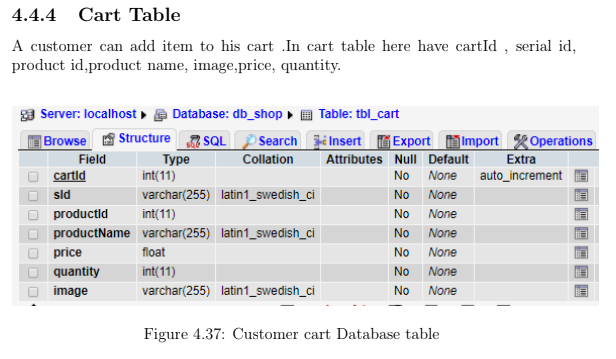 4.4.4 Cart Table
A customer can add item to his cart .In cart table here have cartId , serial id,
product id,product name, image,price, quantity.
Server: localhost Database: db_shop Table: tbl_cart
Browse Structure SQL Search Insert Export Import Operations
Field Type Collation Attributes Null Default Extra
cartId int(11) No None auto_increment
sId varchar(255) latin1_swedish_ci No None
productId int(11) No None
productName varchar(255) latin1_swedish_ci No None
price float No None
quantity int(11) No None
image varchar(255) latin1_swedish_ci No None
Figure 4.37: Customer cart Database table